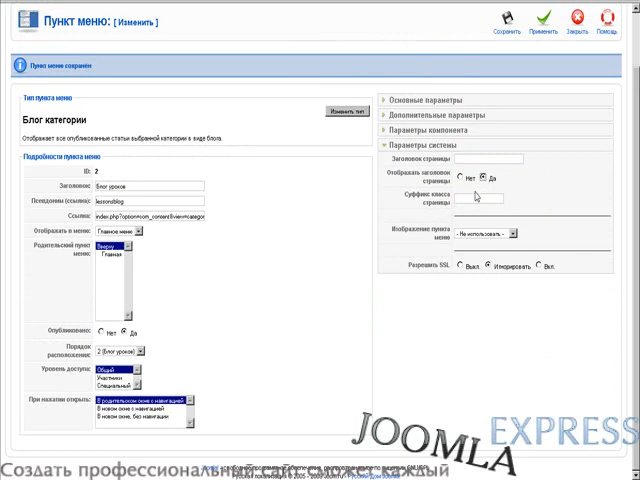 Пункт меню: [ Изменить ]
Сохранить Применить Закрыть Помощь
Пункт меню сохранен
Тип пункта меню
Изменить тип
Блог категории
Отображает все опубликованные статьи выбранной категории в виде блога.
Подробности пункта меню
ID: 2
Заголовок: Блог уроков
Псевдоним (ссылка): lessonsblog
Ссылка: index.php?option=com_content&view=categor
Отображать в меню: Главное меню
Родительский пункт меню: Вверху
Главная
Опубликовано: Нет Да
Порядок расположения: 2 (Блог уроков)
Уровень доступа: Общий
Участники
Специальный
При нажатии открыть: В родительском окне с навигацией
В новом окне с навигацией
В новом окне, без навигации
Основные параметры
Дополнительные параметры
Параметры компонента
Параметры системы
Заголовок страницы
Отображать заголовок страницы Нет Да
Суффикс класса страницы
Изображение пункта меню - Не использовать -
Разрешить SSL Выкл. Игнорировать Вкл.
JOOMLA EXPRESS
Создать профессиональный сайт сможет каждый